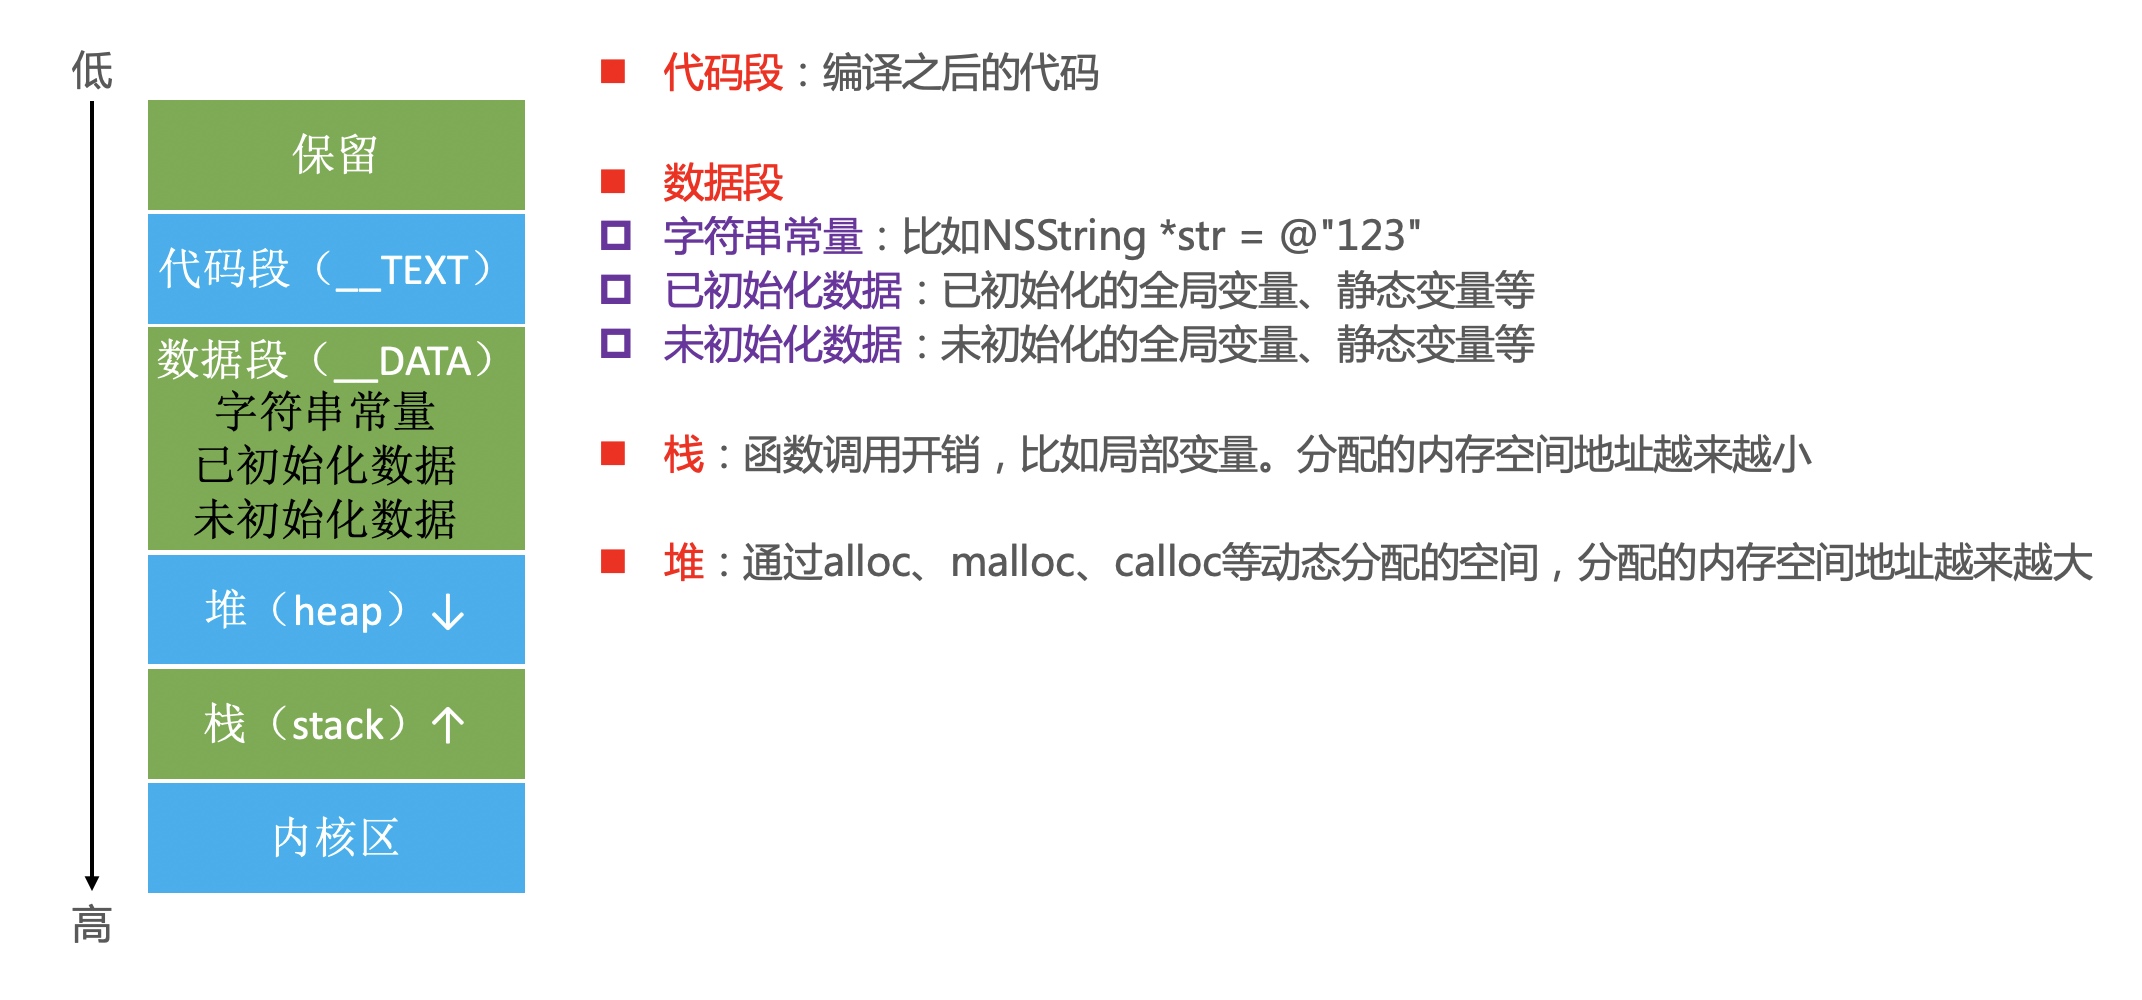 低
保留
代码段（__TEXT）
数据段（__DATA）
字符串常量
已初始化数据
未初始化数据
堆（heap）↓
栈（stack）↑
内核区
高
代码段：编译之后的代码
数据段
字符串常量：比如NSString *str = @"123"
已初始化数据：已初始化的全局变量、静态变量等
未初始化数据：未初始化的全局变量、静态变量等
栈：函数调用开销，比如局部变量。分配的内存空间地址越来越小
堆：通过alloc、malloc、calloc等动态分配的空间，分配的内存空间地址越来越大